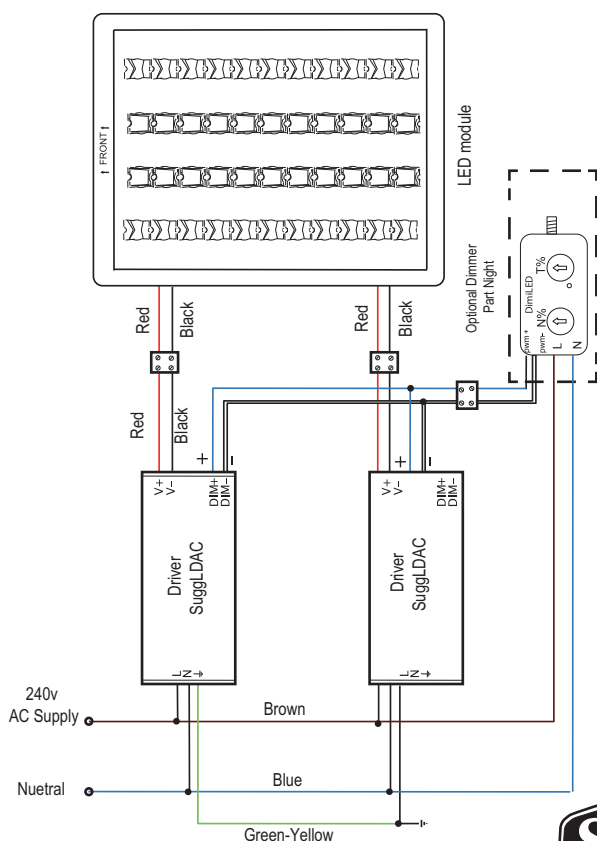 ↑ FRONT ↑
LED module
Optional Dimmer
Part Night
T%
DimiLED
N%
pwm+
pwm-
L
N
Red
Black
Red
Black
Red
Black
+
-
+
-
V+
V-
DIM+
DIM-
V+
V-
DIM+
DIM-
Driver
SuggLDAC
Driver
SuggLDAC
L
N
L
N
240v
AC Supply
Brown
Nuetral
Blue
Green-Yellow